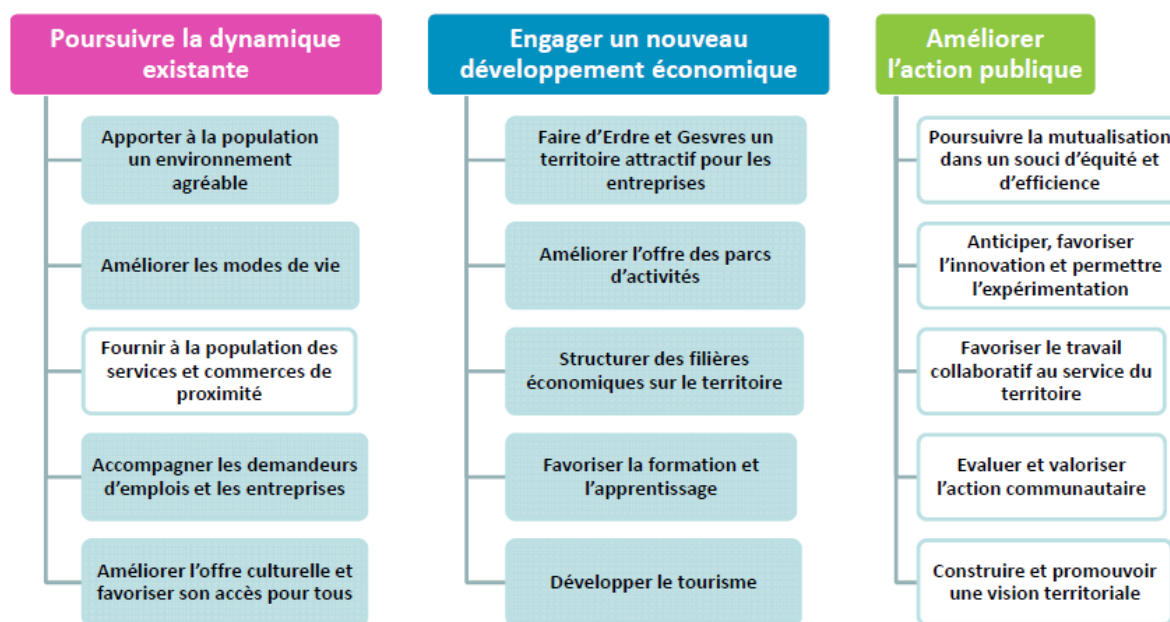 Poursuivre la dynamique
existante
Apporter à la population
un environnement
agréable
Améliorer les modes de vie
Fournir à la population des
services et commerces de
proximité
Accompagner les demandeurs
d’emplois et les entreprises
Améliorer l’offre culturelle et
favoriser son accès pour tous
Engager un nouveau
développement économique
Faire d’Erdre et Gesvres un
territoire attractif pour les
entreprises
Améliorer l’offre des parcs
d’activités
Structurer des filières
économiques sur le territoire
Favoriser la formation et
l’apprentissage
Développer le tourisme
Améliorer
l’action publique
Poursuivre la mutualisation
dans un souci d’équité et
d’efficience
Anticiper, favoriser
l’innovation et permettre
l’expérimentation
Favoriser le travail
collaboratif au service du
territoire
Evaluer et valoriser
l’action communautaire
Construire et promouvoir
une vision territoriale